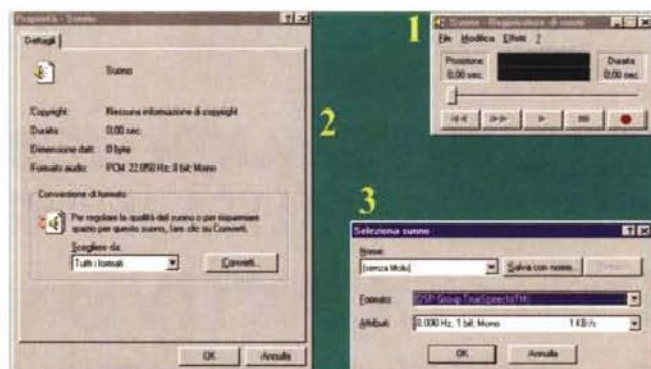 1
Suono - Registratore di suoni
File Modifica Effetti ?
Posizione:
0,00 sec.
Durata:
0,00 sec.
2
Proprietà - Suono
Dettagli
Suono
Copyright: Nessuna informazione di copyright
Durata: 0,00 sec.
Dimensione dati: 0 byte
Formato audio: PCM 22.050 Hz; 8 bit; Mono
Conversione di formato
Per regolare la qualità del suono o per risparmiare
spazio per questo suono, fare clic su Converti.
Scegliere da:
Tutti i formati
Converti...
OK Annulla
3
Seleziona suono
Nome:
[senza titolo]
Salva con nome...
Formato: DSP Group TrueSpeech(TM)
Attributi: 8.000 Hz; 1 bit; Mono 1 KB/s
OK Annulla